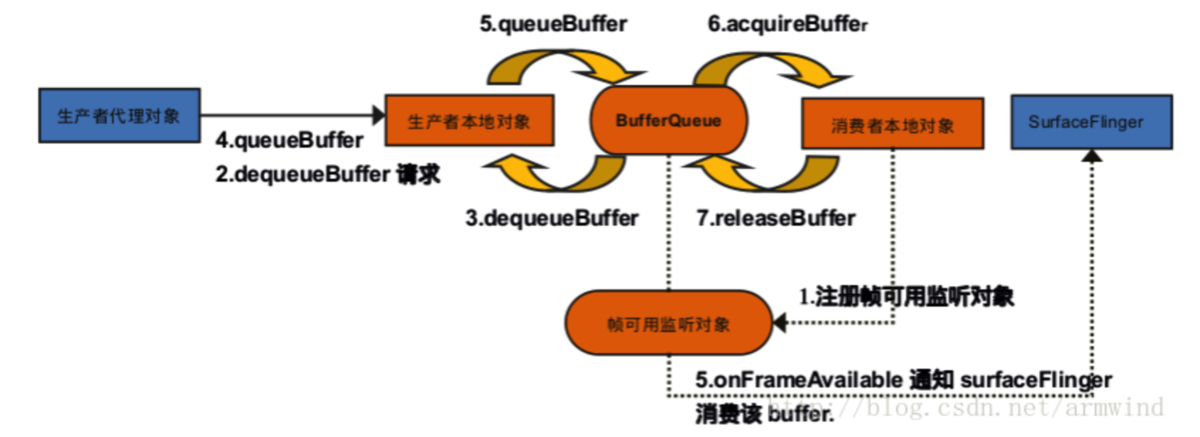 5.queueBuffer
6.acquireBuffer
生产者代理对象
生产者本地对象
BufferQueue
消费者本地对象
SurfaceFlinger
4.queueBuffer
2.dequeueBuffer 请求
3.dequeueBuffer
7.releaseBuffer
1.注册帧可用监听对象
帧可用监听对象
5.onFrameAvailable 通知 surfaceFlinger
消费该 buffer.
http://blog.csdn.net/armwind